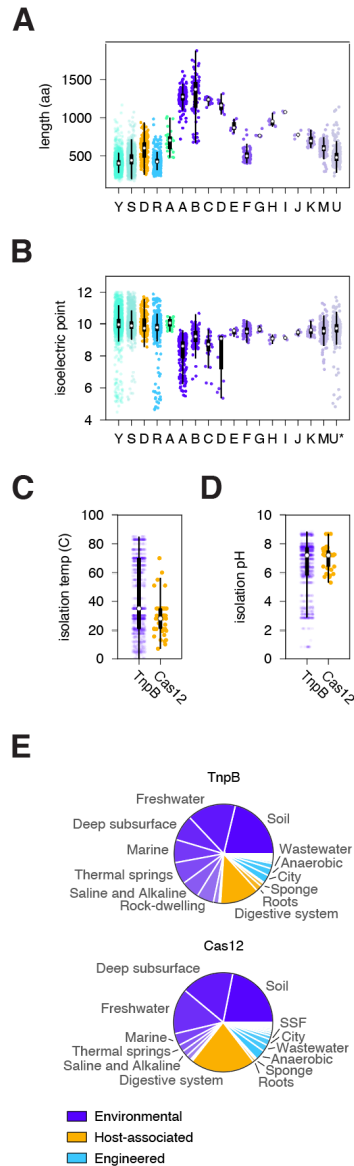 A
length (aa)
1500
1000
500
Y S D R A A B C D E F G H I J K M U
B
isoelectric point
12
10
8
6
4
Y S D R A A B C D E F G H I J K M U*
C
isolation temp (C)
100
80
60
40
20
0
TnpB
Cas12
D
isolation pH
10
8
6
4
2
0
TnpB
Cas12
E
TnpB
Freshwater
Soil
Deep subsurface
Marine
Thermal springs
Saline and Alkaline
Rock-dwelling
Wastewater
Anaerobic
City
Sponge
Roots
Digestive system
Cas12
Deep subsurface
Soil
Freshwater
Marine
Thermal springs
Saline and Alkaline
Digestive system
SSF
City
Wastewater
Anaerobic
Sponge
Roots
Environmental
Host-associated
Engineered